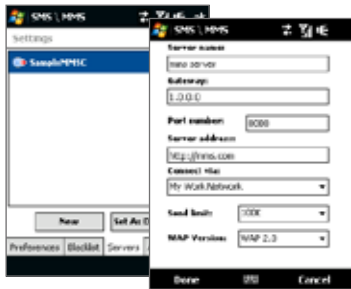 SMS \ MMS
Settings
SampleMMSC
New
Set As D
Preferences
Blacklist
Servers
SMS \ MMS
Server name:
mms server
Gateway:
1.0.0.0
Port number:
8080
Server address:
http://mms.com
Connect via:
My Work Network
Send limit:
100K
WAP Version:
WAP 2.0
Done
Cancel